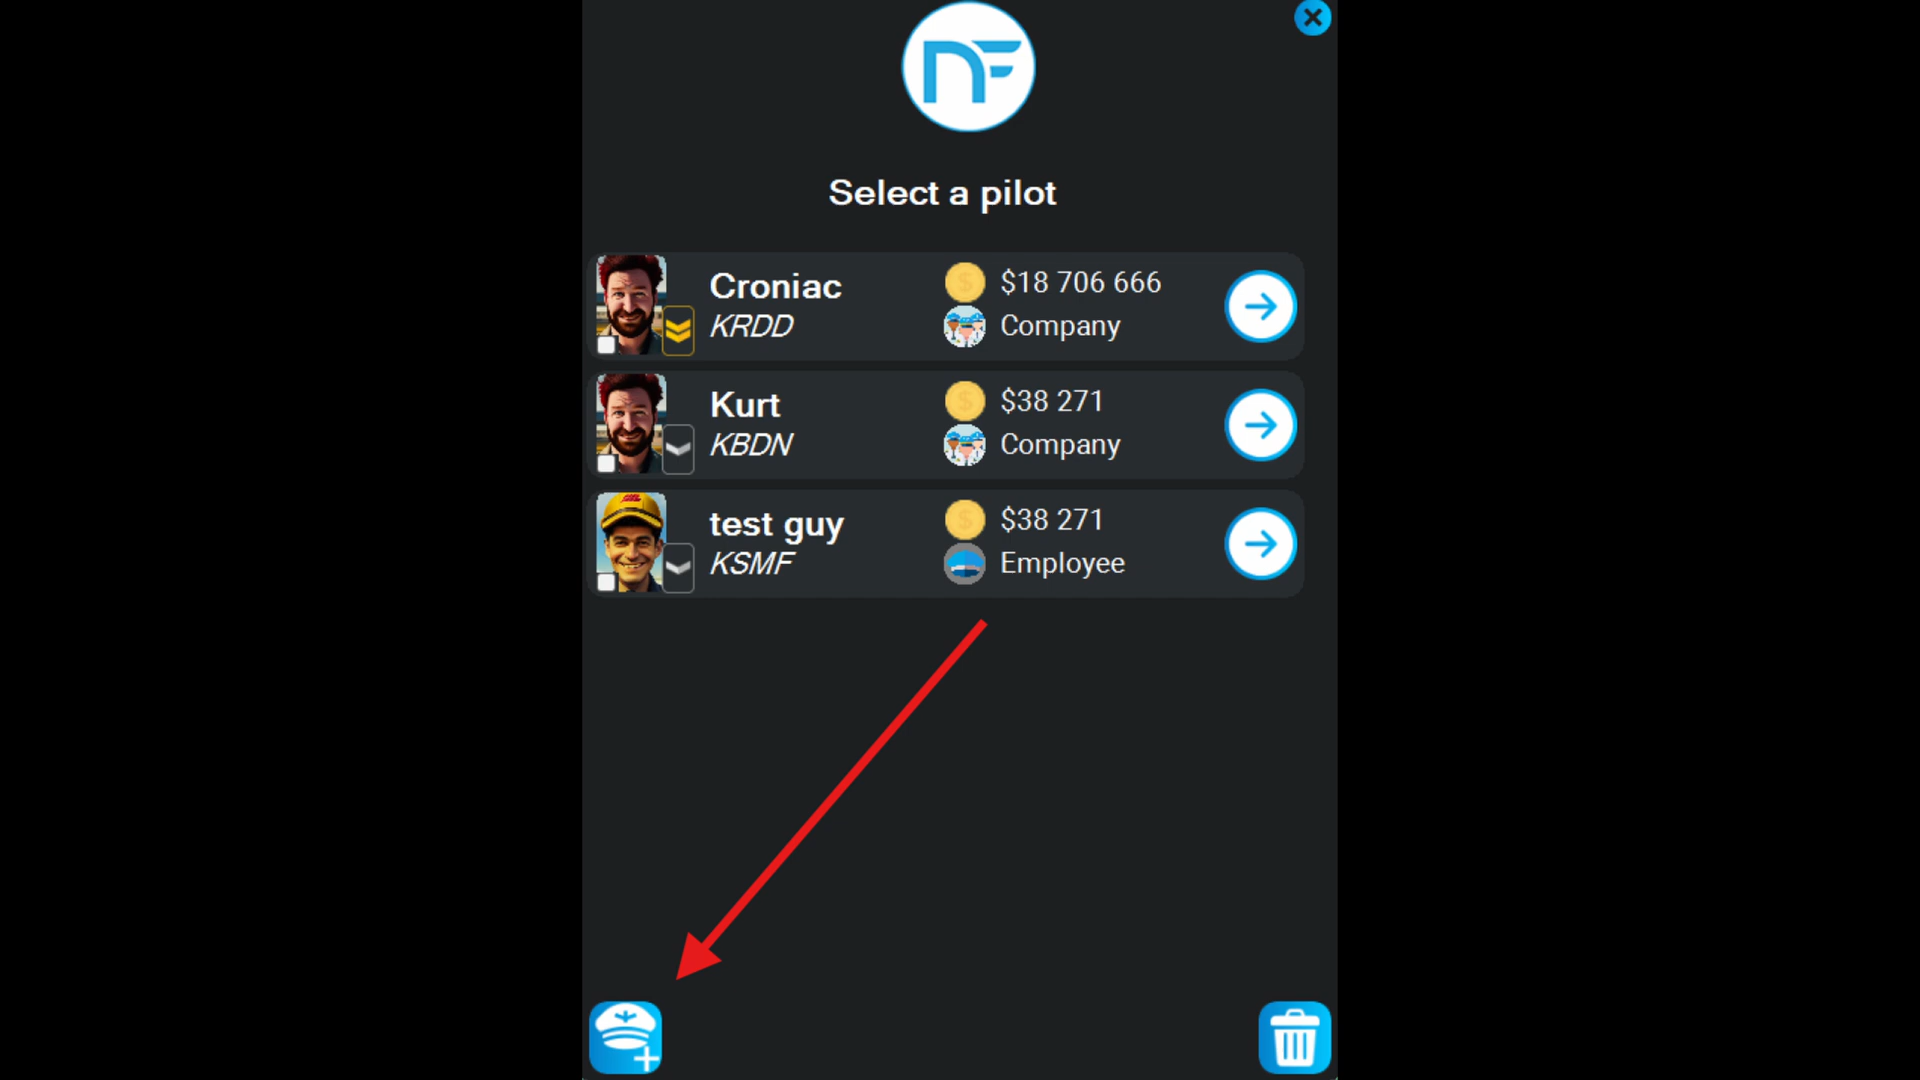 NF
Select a pilot
Croniac
KRDD
$18 706 666
Company
Kurt
KBDN
$38 271
Company
test guy
KSMF
$38 271
Employee